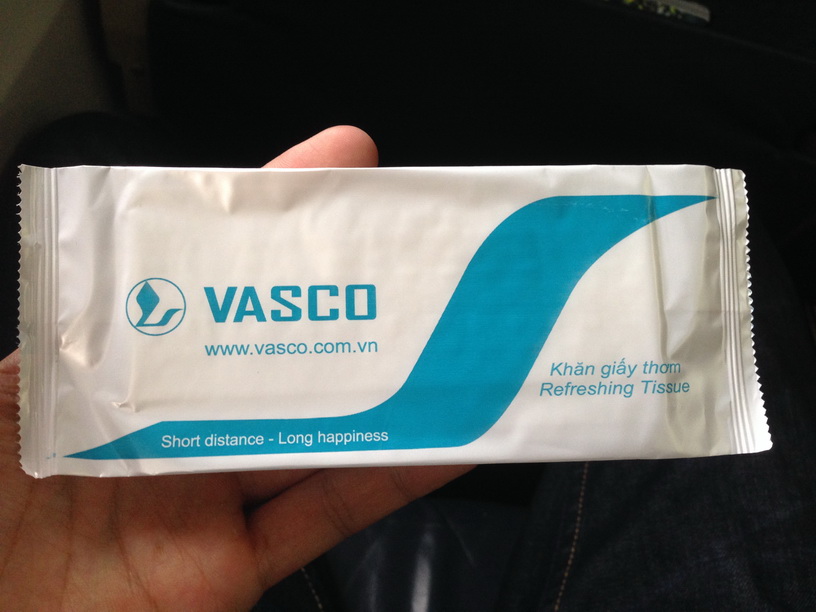 VASCO
www.vasco.com.vn
Khăn giấy thơm
Refreshing Tissue
Short distance - Long happiness